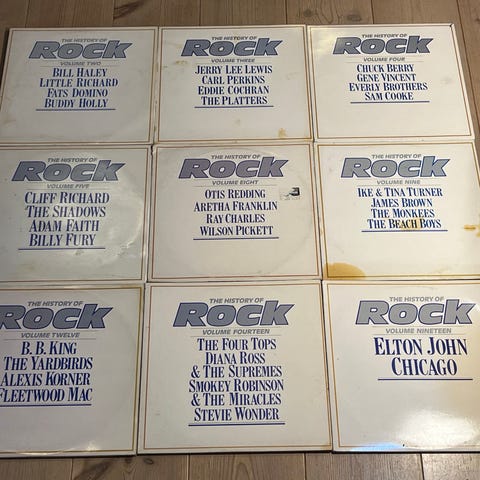 THE HISTORY OF
Rock
VOLUME TWO
BILL HALEY
LITTLE RICHARD
FATS DOMINO
BUDDY HOLLY
THE HISTORY OF
Rock
VOLUME THREE
JERRY LEE LEWIS
CARL PERKINS
EDDIE COCHRAN
THE PLATTERS
THE HISTORY OF
Rock
VOLUME FOUR
CHUCK BERRY
GENE VINCENT
EVERLY BROTHERS
SAM COOKE
THE HISTORY OF
Rock
VOLUME FIVE
CLIFF RICHARD
THE SHADOWS
ADAM FAITH
BILLY FURY
THE HISTORY OF
Rock
VOLUME EIGHT
OTIS REDDING
ARETHA FRANKLIN
RAY CHARLES
WILSON PICKETT
THE HISTORY OF
Rock
VOLUME NINE
IKE & TINA TURNER
JAMES BROWN
THE MONKEES
THE BEACH BOYS
THE HISTORY OF
Rock
VOLUME TWELVE
B. B. KING
THE YARDBIRDS
ALEXIS KORNER
FLEETWOOD MAC
THE HISTORY OF
Rock
VOLUME FOURTEEN
THE FOUR TOPS
DIANA ROSS
& THE SUPREMES
SMOKEY ROBINSON
& THE MIRACLES
STEVIE WONDER
THE HISTORY OF
Rock
VOLUME NINETEEN
ELTON JOHN
CHICAGO